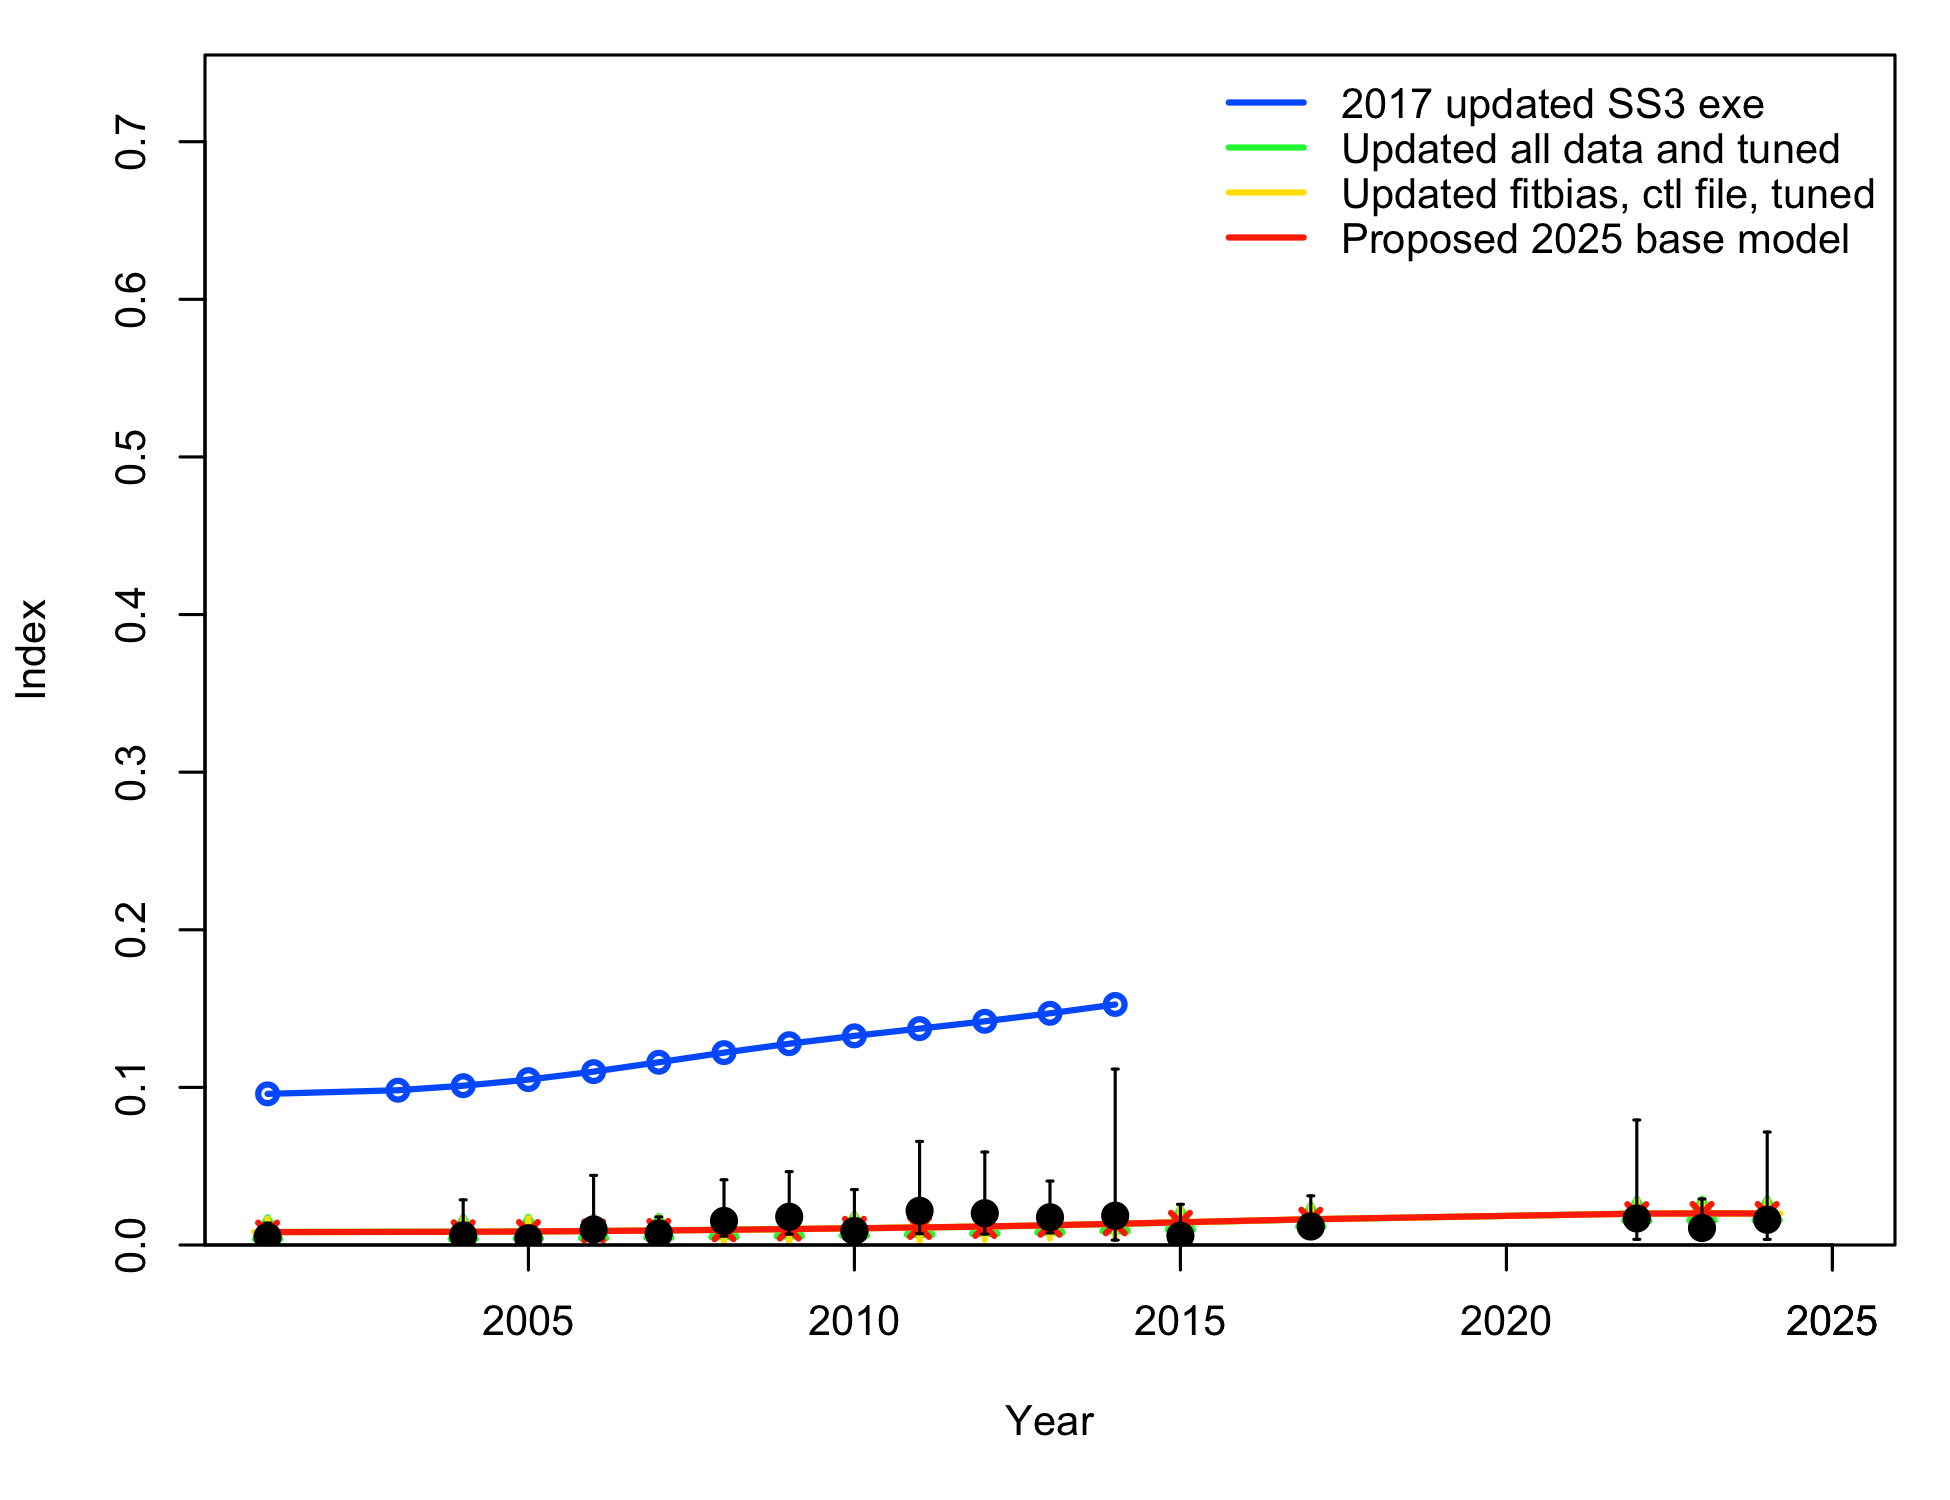 2017 updated SS3 exe
Updated all data and tuned
Updated fitbias, ctl file, tuned
Proposed 2025 base model
0.7
0.6
0.5
0.4
0.3
0.2
0.1
0.0
Index
2005 2010 2015 2020 2025
Year